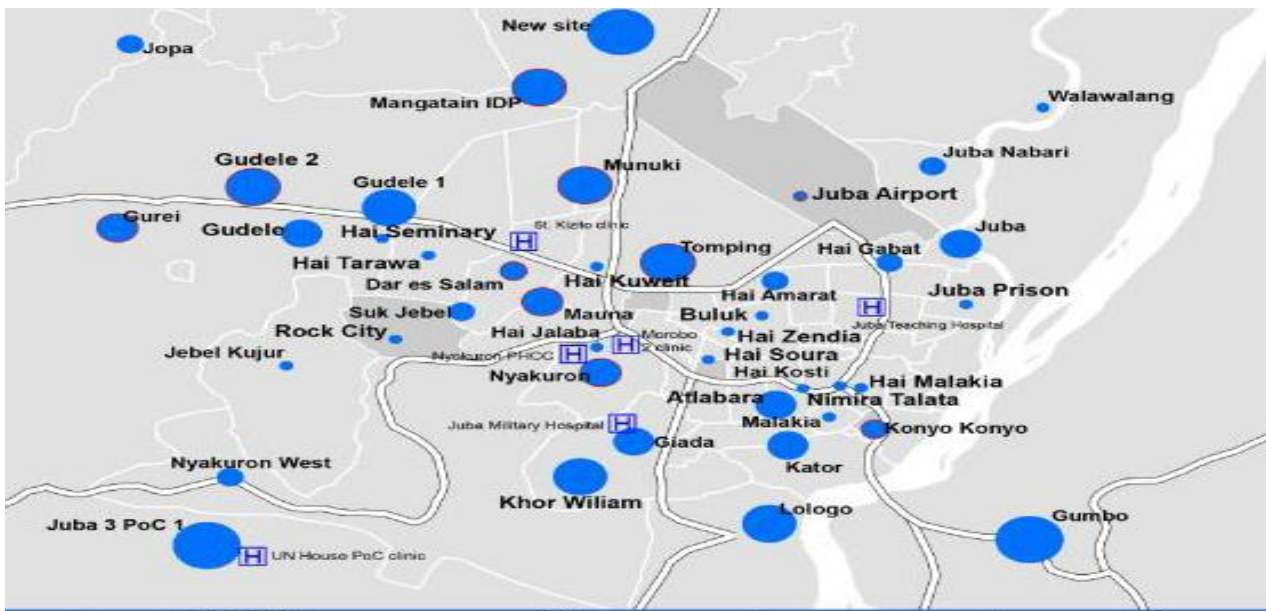 New site
Jopa
Mangatain IDP
Walawalang
Juba Nabari
Gudele 2
Munuki
Gudele 1
Juba Airport
Gurei
Gudele
Hai Seminary
St. Kizito clinic
Juba
Tomping
Hai Gabat
Hai Tarawa
Hai Kuweit
Dar es Salam
Hai Amarat
Juba Prison
Suk Jebel
Mauna
Buluk
Juba Teaching Hospital
Rock City
Hai Jalaba
Morobo
2 clinic
Hai Zendia
Jebel Kujur
Nyokuron PHCC
Hai Soura
Nyakuron
Hai Kosti
Hai Malakia
Atlabara
Nimira Talata
Juba Military Hospital
Malakia
Konyo Konyo
Giada
Kator
Nyakuron West
Khor Wiliam
Juba 3 PoC 1
Lologo
Gumbo
UN House PoC clinic
H
H
H
H
H
H